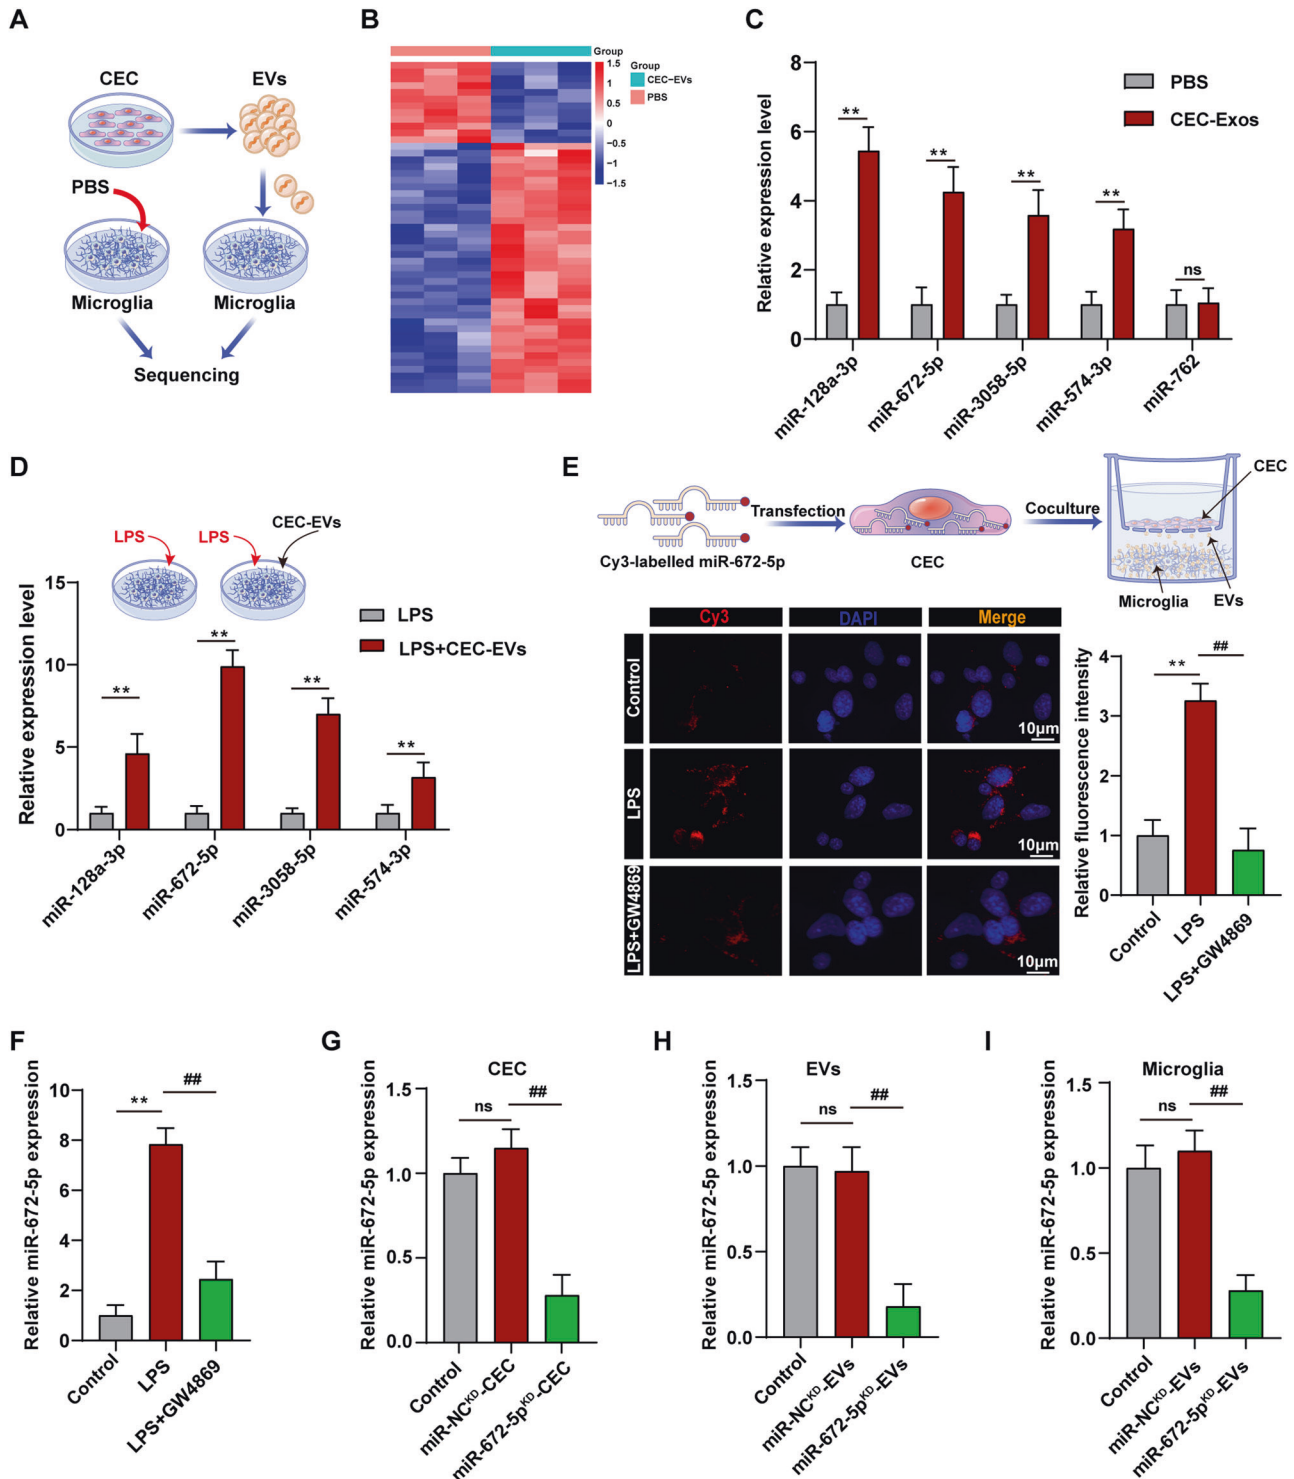 A
CEC
EVs
PBS
Microglia
Microglia
Sequencing
B
Group
1.5
1
0.5
0
−0.5
−1
−1.5
Group
CEC−EVs
PBS
C
Relative expression level
8
6
4
2
0
**
**
**
**
ns
PBS
CEC-Exos
miR-128a-3p
miR-672-5p
miR-3058-5p
miR-574-3p
miR-762
D
LPS
LPS
CEC-EVs
Relative expression level
15
10
5
0
**
**
**
**
LPS
LPS+CEC-EVs
miR-128a-3p
miR-672-5p
miR-3058-5p
miR-574-3p
E
Cy3-labelled miR-672-5p
Transfection
CEC
Coculture
CEC
Microglia
EVs
Cy3
DAPI
Merge
Control
10μm
LPS
10μm
LPS+GW4869
10μm
Relative fluorescence intensity
4
3
2
1
0
**
##
Control
LPS
LPS+GW4869
F
Relative miR-672-5p expression
10
8
6
4
2
0
**
##
Control
LPS
LPS+GW4869
G
CEC
Relative miR-672-5p expression
1.5
1.0
0.5
0.0
ns
##
Control
miR-NCKD-CEC
miR-672-5pKD-CEC
H
EVs
Relative miR-672-5p expression
1.5
1.0
0.5
0.0
ns
##
Control
miR-NCKD-EVs
miR-672-5pKD-EVs
I
Microglia
Relative miR-672-5p expression
1.5
1.0
0.5
0.0
ns
##
Control
miR-NCKD-EVs
miR-672-5pKD-EVs